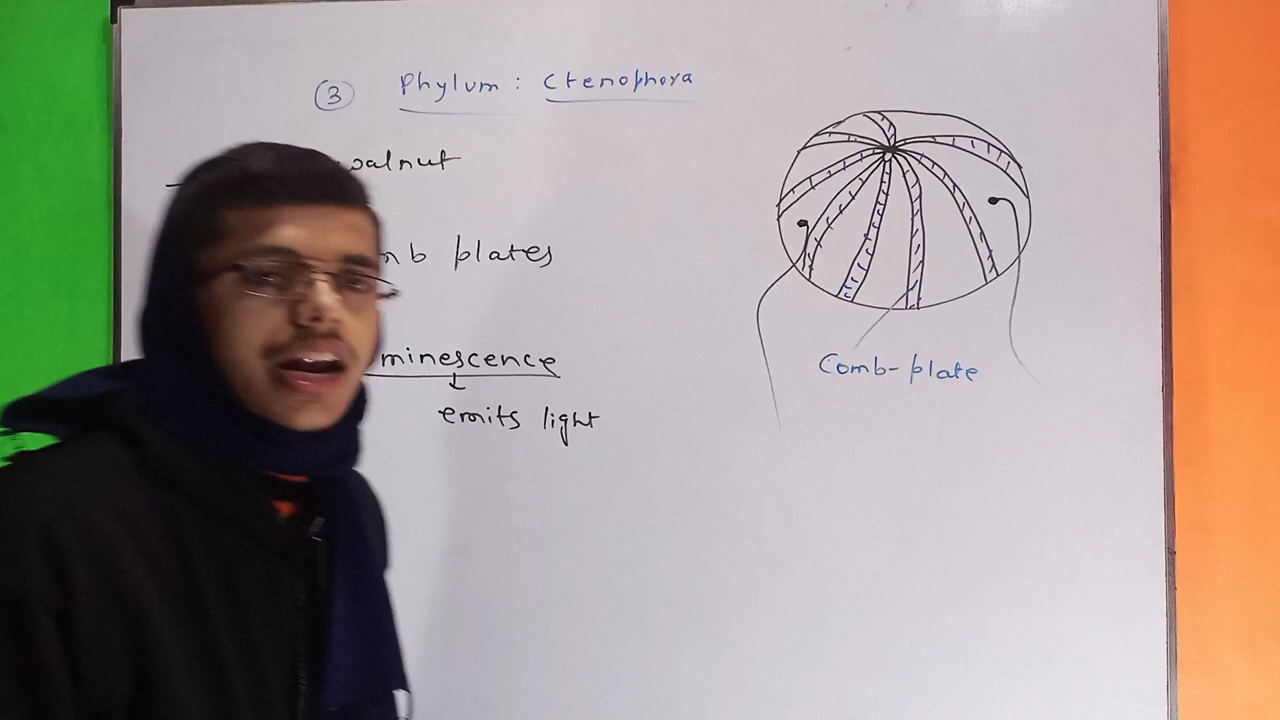 3 Phylum : Ctenophora
walnut
plates
minescence
emits light
Comb-plate